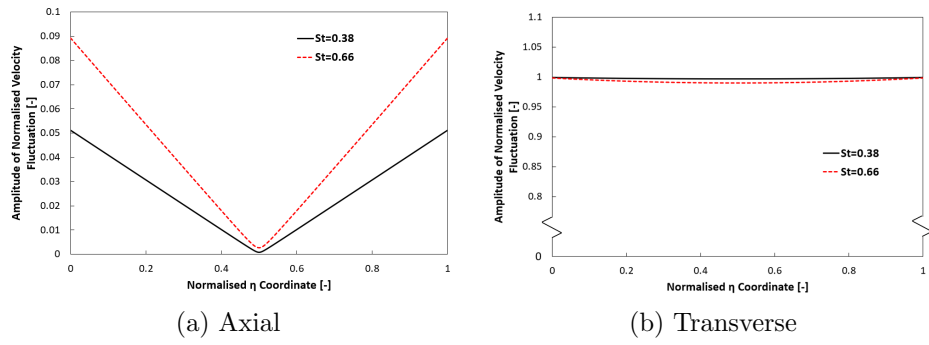 0.1
0.09
0.08
0.07
0.06
0.05
0.04
0.03
0.02
0.01
0
Amplitude of Normalised Velocity
Fluctuation [-]
St=0.38
St=0.66
0 0.2 0.4 0.6 0.8 1
Normalised η Coordinate [-]
(a) Axial
1.1
1.05
1
0.95
0.9
0.85
0.8
0
Amplitude of Normalised Velocity
Fluctuation [-]
St=0.38
St=0.66
0 0.2 0.4 0.6 0.8 1
Normalised η Coordinate [-]
(b) Transverse